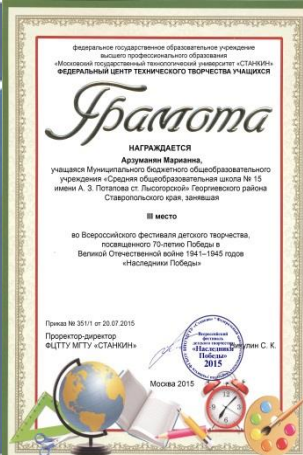 федеральное государственное образовательное учреждение
высшего профессионального образования
«Московский государственный технологический университет «СТАНКИН»
ФЕДЕРАЛЬНЫЙ ЦЕНТР ТЕХНИЧЕСКОГО ТВОРЧЕСТВА УЧАЩИХСЯ
Грамота
НАГРАЖДАЕТСЯ
Арзуманян Марианна,
учащаяся Муниципального бюджетного общеобразовательного
учреждения «Средняя общеобразовательная школа № 15
имени А. З. Потапова ст. Лысогорской» Георгиевского района
Ставропольского края, занявшая
III место
во Всероссийского фестиваля детского творчества,
посвященного 70-летию Победы в
Великой Отечественной войне 1941–1945 годов
«Наследники Победы»
Приказ № 351/1 от 20.07.2015
Проректор-директор
ФЦТТУ МГТУ «СТАНКИН»
Всероссийский
фестиваль
детского творчества
«Наследники
Победы»
2015
С. К.
Москва 2015